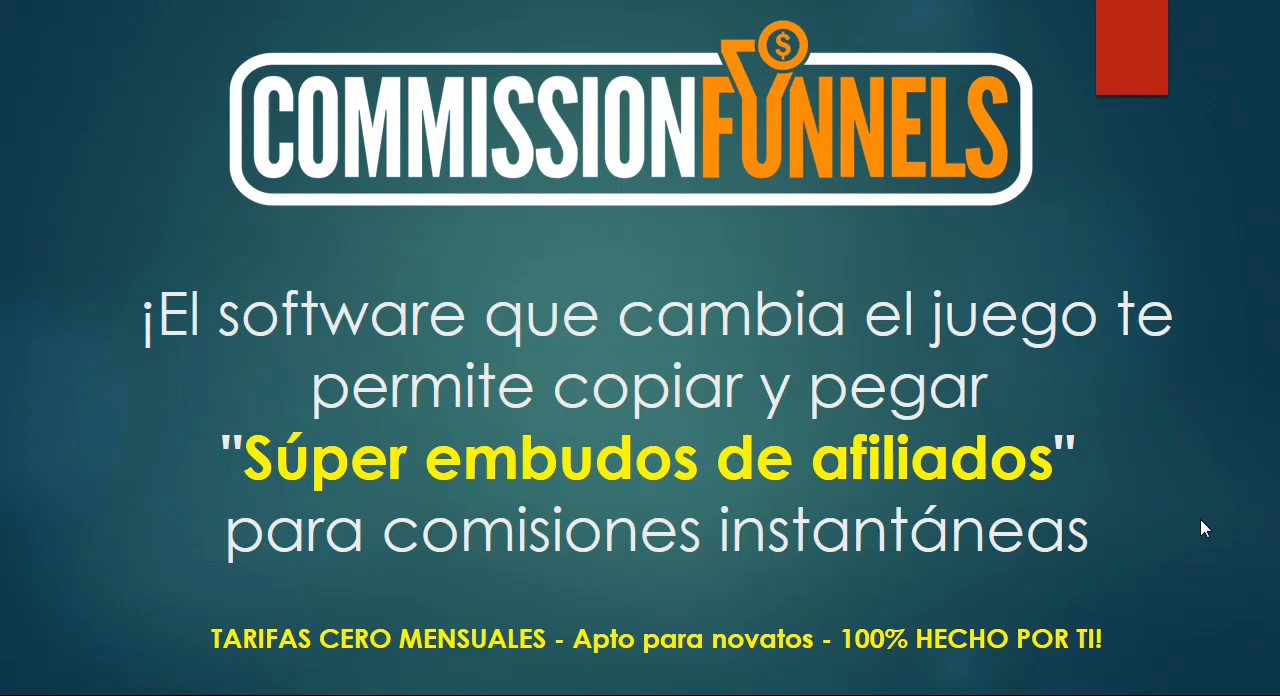 COMMISSIONFUNNELS
$
¡El software que cambia el juego te
permite copiar y pegar
"Súper embudos de afiliados"
para comisiones instantáneas
TARIFAS CERO MENSUALES - Apto para novatos - 100% HECHO POR TI!